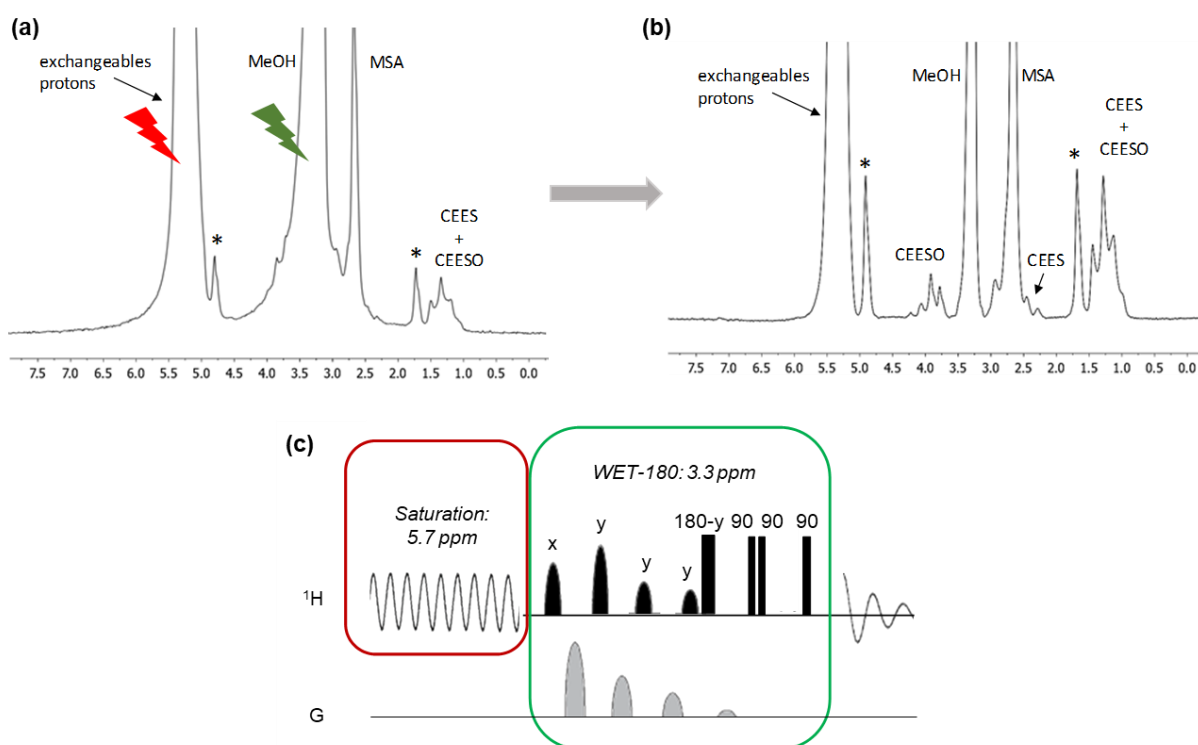 (a)
exchangeables
protons
MeOH
MSA
*
*
CEES
+
CEESO
7.5 7.0 6.5 6.0 5.5 5.0 4.5 4.0 3.5 3.0 2.5 2.0 1.5 1.0 0.5 0.0
(b)
exchangeables
protons
MeOH
MSA
CEES
+
CEESO
*
*
CEESO
CEES
7.5 7.0 6.5 6.0 5.5 5.0 4.5 4.0 3.5 3.0 2.5 2.0 1.5 1.0 0.5 0.0
(c)
Saturation:
5.7 ppm
WET-180: 3.3 ppm
x y y y 180-y 90 90 90
1H
G